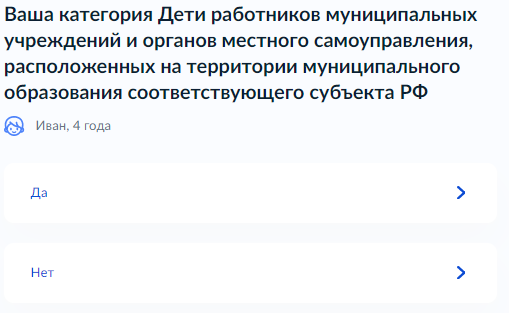 Ваша категория Дети работников муниципальных
учреждений и органов местного самоуправления,
расположенных на территории муниципального
образования соответствующего субъекта РФ
Иван, 4 года
Да
Нет